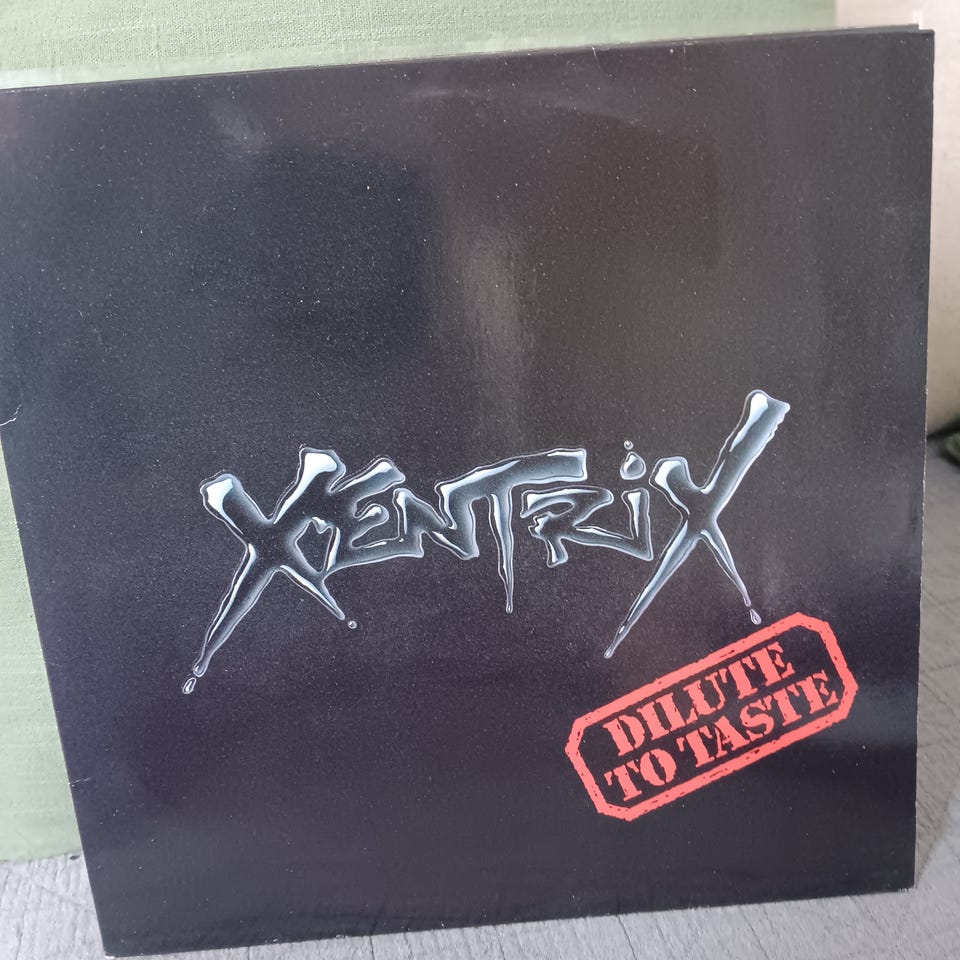 XENTRiX
DILUTE
TO TASTE